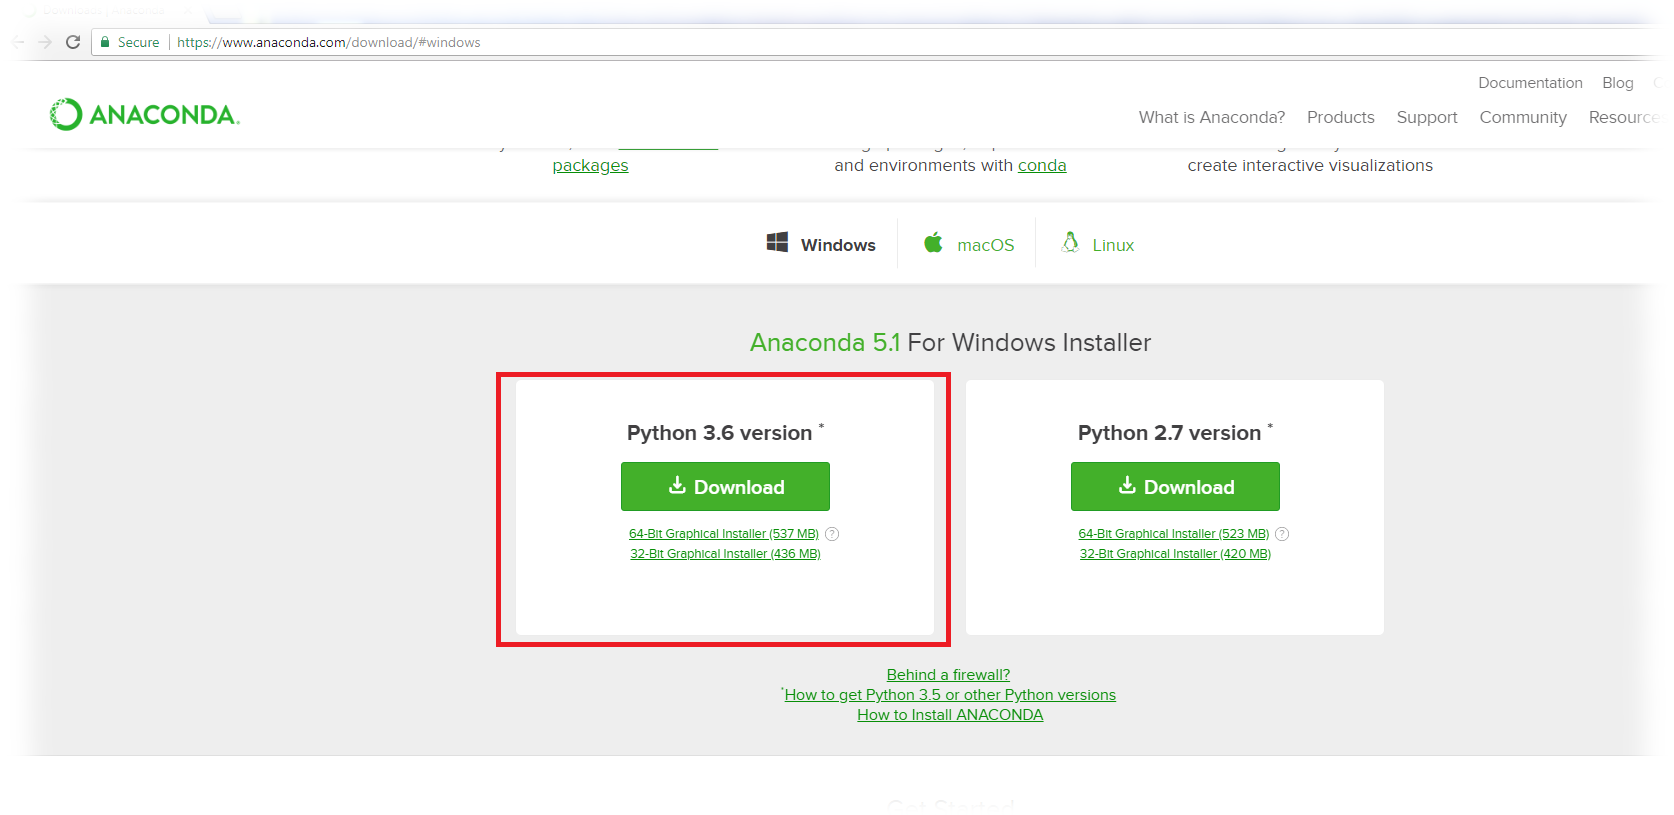 Secure https://www.anaconda.com/download/#windows
Documentation Blog
ANACONDA.
What is Anaconda? Products Support Community Resource
packages
and environments with conda
create interactive visualizations
Windows macOS Linux
Anaconda 5.1 For Windows Installer
Python 3.6 version *
Download
64-Bit Graphical Installer (537 MB) ?
32-Bit Graphical Installer (436 MB)
Python 2.7 version *
Download
64-Bit Graphical Installer (523 MB) ?
32-Bit Graphical Installer (420 MB)
Behind a firewall?
*How to get Python 3.5 or other Python versions
How to Install ANACONDA
Get Started